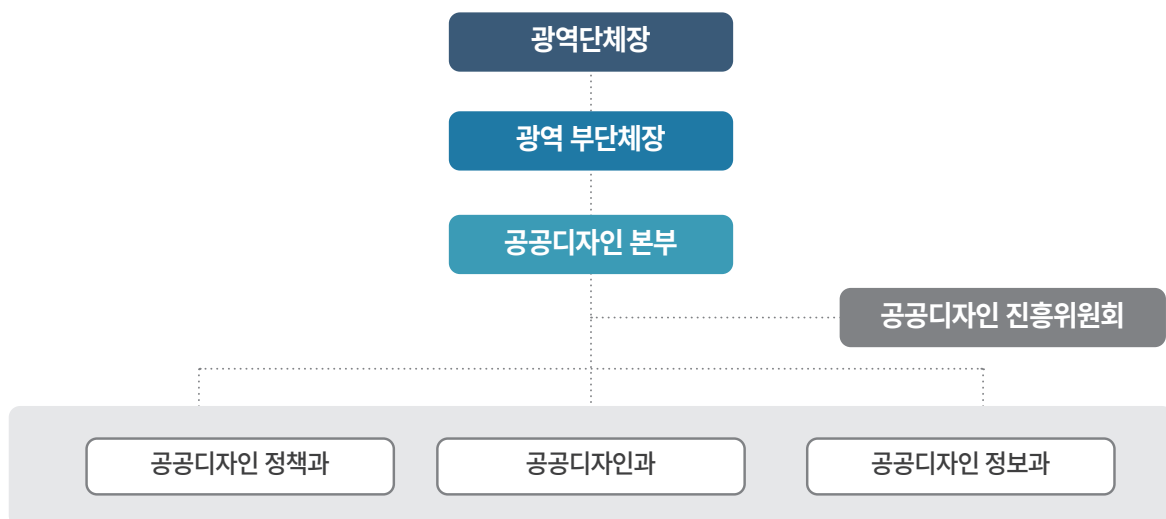 광역단체장
광역 부단체장
공공디자인 본부
공공디자인 진흥위원회
공공디자인 정책과
공공디자인과
공공디자인 정보과